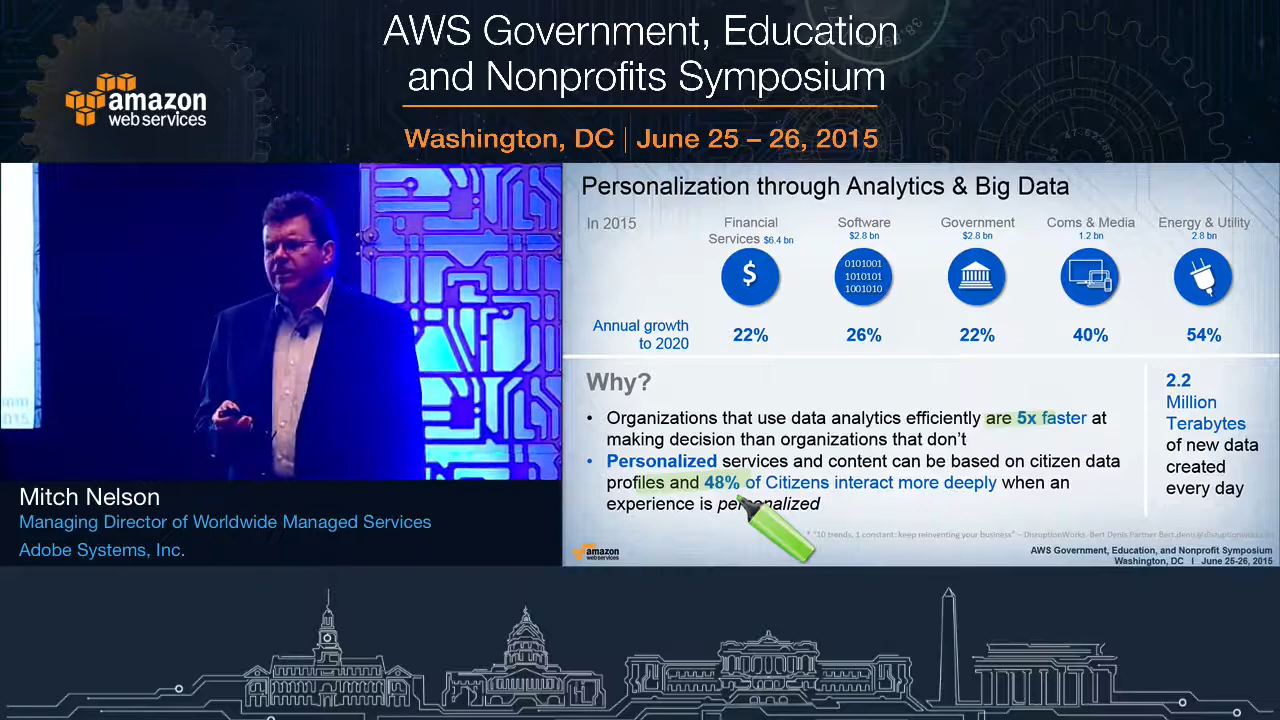 AWS Government, Education
and Nonprofits Symposium
Washington, DC | June 25 – 26, 2015
amazon
web services
Mitch Nelson
Managing Director of Worldwide Managed Services
Adobe Systems, Inc.
Personalization through Analytics & Big Data
In 2015
Financial
Services $6.4 bn
Software
$2.8 bn
Government
$2.8 bn
Coms & Media
1.2 bn
Energy & Utility
2.8 bn
$
0101001
1010101
1001010
Annual growth
to 2020
22%
26%
22%
40%
54%
Why?
• Organizations that use data analytics efficiently are 5x faster at
making decision than organizations that don't
• Personalized services and content can be based on citizen data
profiles and 48% of Citizens interact more deeply when an
experience is personalized
2.2
Million
Terabytes
of new data
created
every day
* "10 trends, 1 constant: keep reinventing your business" – DisruptionWorks. Bert Denis Partner
amazon
web services
AWS Government, Education, and Nonprofit Symposium
Washington, DC | June 25-26, 2015
2015